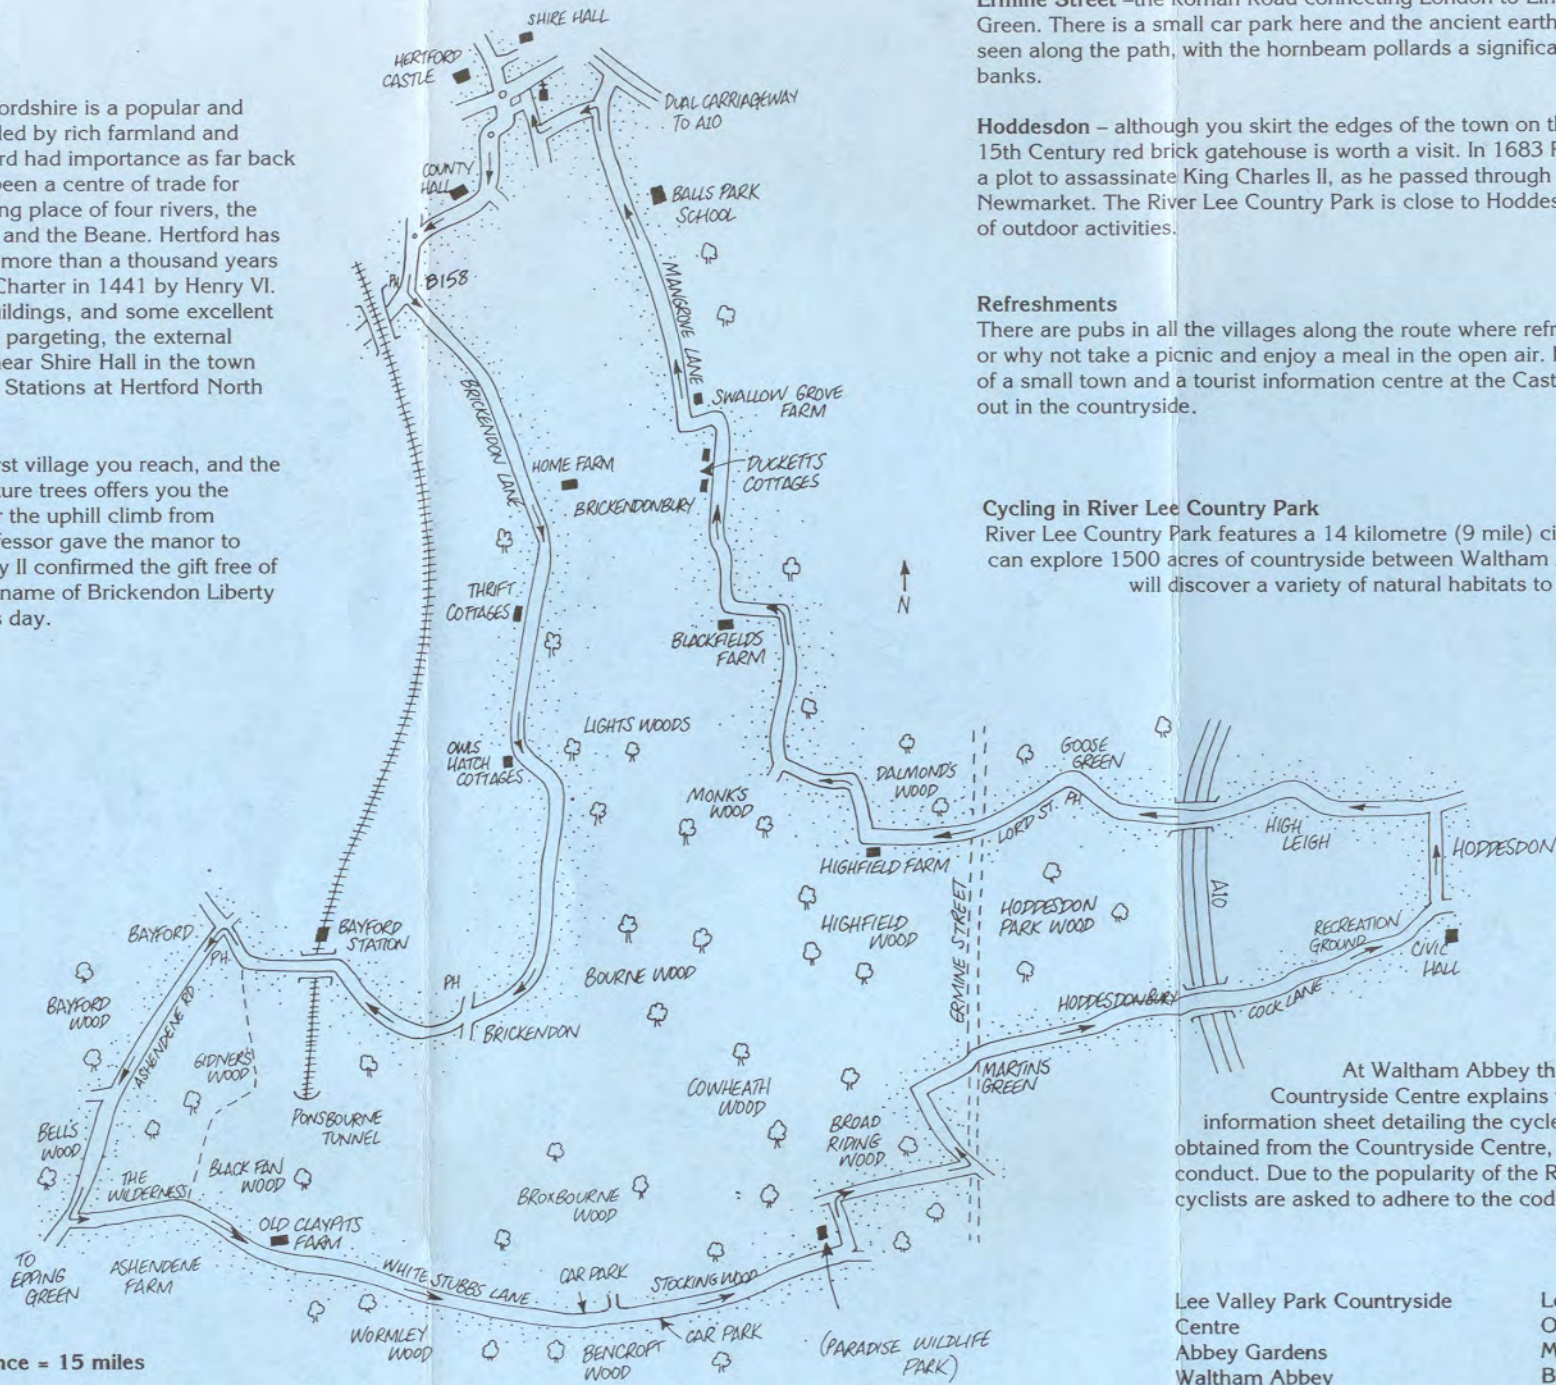 fordshire is a popular and
led by rich farmland and
rd had importance as far back
been a centre of trade for
ng place of four rivers, the
and the Beane. Hertford has
more than a thousand years
Charter in 1441 by Henry VI.
ildings, and some excellent
pargeting, the external
near Shire Hall in the town
Stations at Hertford North
rst village you reach, and the
ture trees offers you the
r the uphill climb from
fessor gave the manor to
y II confirmed the gift free of
name of Brickendon Liberty
s day.
Ermine Street –the Roman Road connecting London to
Green. There is a small car park here and the ancient earth
seen along the path, with the hornbeam pollards a significa
banks.
Hoddesdon – although you skirt the edges of the town on th
15th Century red brick gatehouse is worth a visit. In 1683
a plot to assassinate King Charles II, as he passed through
Newmarket. The River Lee Country Park is close to Hoddes
of outdoor activities.
Refreshments
There are pubs in all the villages along the route where refr
or why not take a picnic and enjoy a meal in the open air.
of a small town and a tourist information centre at the Cast
out in the countryside.
Cycling in River Lee Country Park
River Lee Country Park features a 14 kilometre (9 mile) ci
can explore 1500 acres of countryside between Waltham
will discover a variety of natural habitats to
SHIRE HALL
HERTFORD
CASTLE
DUAL CARRIAGEWAY
TO A10
COUNTY
HALL
BALLS PARK
SCHOOL
PH
B158
MANGROVE LANE
BRICKENDON LANE
SWALLOW GROVE
FARM
HOME FARM
DUCKETTS
COTTAGES
BRICKENDONBURY
THRIFT
COTTAGES
N
BLACKFIELDS
FARM
OWLS
HATCH
COTTAGES
LIGHTS WOODS
MONK'S
WOOD
DALMOND'S
WOOD
GOOSE
GREEN
LORD ST. PH
HIGH
LEIGH
HODDESDON
HIGHFIELD FARM
A10
BAYFORD
PH
BAYFORD
STATION
HIGHFIELD
WOOD
ERMINE STREET
HODDESDON
PARK WOOD
RECREATION
GROUND
CIVIC
HALL
BAYFORD
WOOD
ASHENDENE RD
PH
BRICKENDON
BOURNE WOOD
HODDESDONBURY
COCK LANE
GIDNERS
WOOD
PONSBOURNE
TUNNEL
COWHEATH
WOOD
MARTINS
GREEN
BELL'S
WOOD
BROAD
RIDING
WOOD
THE
WILDERNESS
BLACK FAN
WOOD
BROXBOURNE
WOOD
OLD CLAYPITS
FARM
TO
EPPING
GREEN
ASHENDENE
FARM
WHITE STUBBS LANE
CAR PARK
STOCKING WOOD
WORMLEY
WOOD
BENCROFT
WOOD
CAR PARK
(PARADISE WILDLIFE
PARK)
At Waltham Abbey th
Countryside Centre explains
information sheet detailing the cycle
obtained from the Countryside Centre,
conduct. Due to the popularity of the R
cyclists are asked to adhere to the cod
nce = 15 miles
Lee Valley Park Countryside
Centre
Abbey Gardens
Waltham Abbey
L
O
M
B